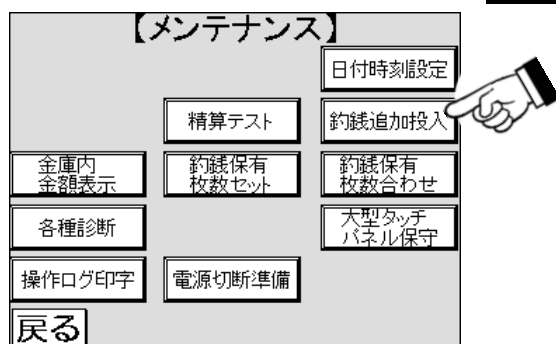 【メンテナンス】
日付時刻設定
精算テスト
釣銭追加投入
金庫内
金額表示
釣銭保有
枚数セット
釣銭保有
枚数合わせ
各種診断
大型タッチ
パネル保守
操作ログ印字
電源切断準備
戻る